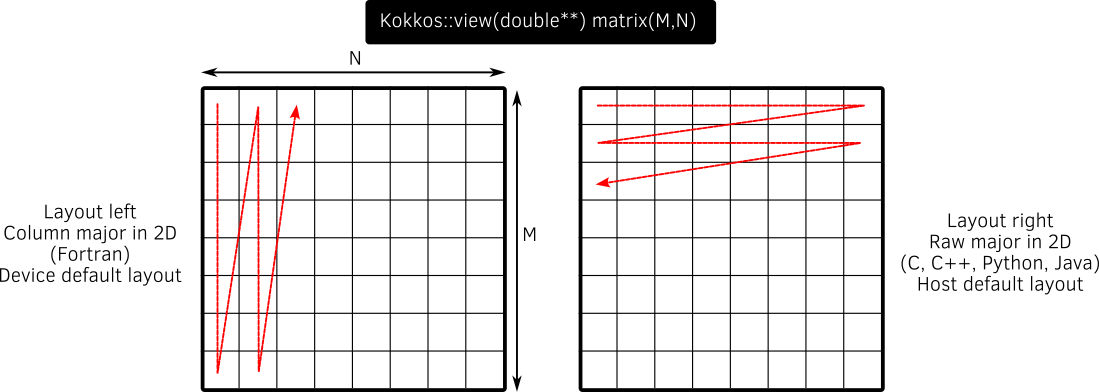 Kokkos::view(double**) matrix(M,N)
N
M
Layout left
Column major in 2D
(Fortran)
Device default layout
Layout right
Raw major in 2D
(C, C++, Python, Java)
Host default layout